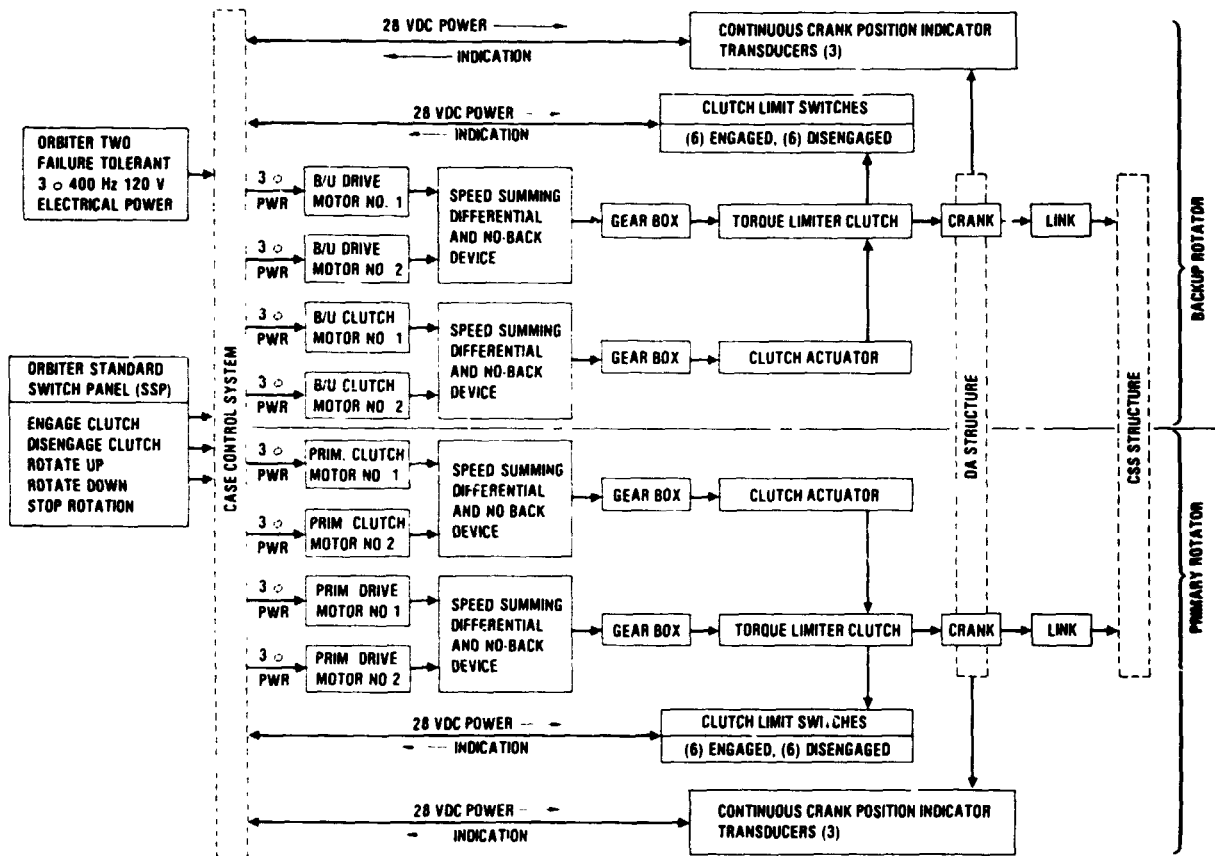 28 VDC POWER
INDICATION
CONTINUOUS CRANK POSITION INDICATOR
TRANSDUCERS (3)
28 VDC POWER
INDICATION
CLUTCH LIMIT SWITCHES
(6) ENGAGED, (6) DISENGAGED
ORBITER TWO
FAILURE TOLERANT
3 ○ 400 Hz 120 V
ELECTRICAL POWER
3 ○
PWR
B/U DRIVE
MOTOR NO. 1
3 ○
PWR
B/U DRIVE
MOTOR NO 2
SPEED SUMMING
DIFFERENTIAL
AND NO-BACK
DEVICE
GEAR BOX
TORQUE LIMITER CLUTCH
CRANK
LINK
BACKUP ROTATOR
3 ○
PWR
B/U CLUTCH
MOTOR NO 1
3 ○
PWR
B/U CLUTCH
MOTOR NO 2
SPEED SUMMING
DIFFERENTIAL
AND NO-BACK
DEVICE
GEAR BOX
CLUTCH ACTUATOR
ORBITER STANDARD
SWITCH PANEL (SSP)
ENGAGE CLUTCH
DISENGAGE CLUTCH
ROTATE UP
ROTATE DOWN
STOP ROTATION
CASE CONTROL SYSTEM
DA STRUCTURE
CSS STRUCTURE
3 ○
PWR
PRIM. CLUTCH
MOTOR NO 1
3 ○
PWR
PRIM CLUTCH
MOTOR NO 2
SPEED SUMMING
DIFFERENTIAL
AND NO BACK
DEVICE
GEAR BOX
CLUTCH ACTUATOR
3 ○
PWR
PRIM DRIVE
MOTOR NO 1
3 ○
PWR
PRIM DRIVE
MOTOR NO 2
SPEED SUMMING
DIFFERENTIAL
AND NO-BACK
DEVICE
GEAR BOX
TORQUE LIMITER CLUTCH
CRANK
LINK
PRIMARY ROTATOR
28 VDC POWER
INDICATION
CLUTCH LIMIT SWITCHES
(6) ENGAGED, (6) DISENGAGED
28 VDC POWER
INDICATION
CONTINUOUS CRANK POSITION INDICATOR
TRANSDUCERS (3)